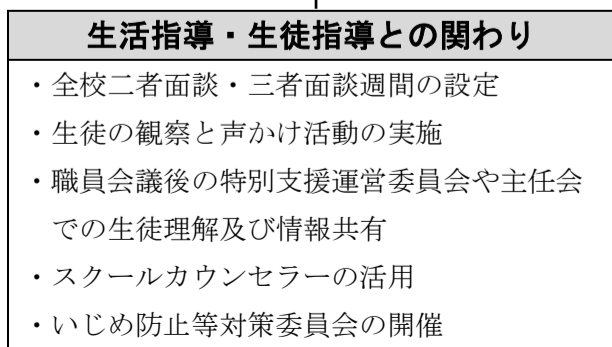 生活指導・生徒指導との関わり
・全校二者面談・三者面談週間の設定
・生徒の観察と声かけ活動の実施
・職員会議後の特別支援運営委員会や主任会
での生徒理解及び情報共有
・スクールカウンセラーの活用
・いじめ防止等対策委員会の開催